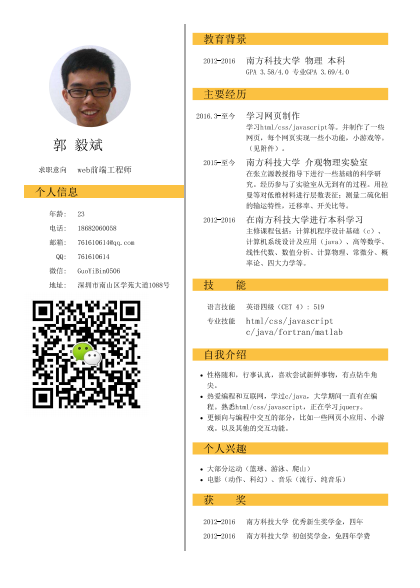 郭 毅斌
求职意向 web前端工程师
个人信息
年龄: 23
电话: 18682060058
邮箱: 761610614@qq.com
QQ: 761610614
微信: GuoYiBin0506
地址: 深圳市南山区学苑大道1088号
教育背景
2012-2016 南方科技大学 物理 本科
GPA 3.58/4.0 专业GPA 3.69/4.0
主要经历
2016.3-至今 学习网页制作
学习html/css/javascript等。并制作了一些
网页，每个网页实现一些小功能，小游戏等。
（见附件）。
2015-至今 南方科技大学 介观物理实验室
在张立源教授指导下进行一些基础的科学研
究。经历参与了实验室从无到有的过程。用拉
曼等对低维材料进行层数表征；测量二硫化钼
的输运特性，迁移率、开关比等。
2012-2016 在南方科技大学进行本科学习
主修课程包括：计算机程序设计基础（c）、
计算机系统设计及应用（java）、高等数学、
线性代数、数值分析、计算物理、常微分、概
率论、四大力学等。
技 能
语言技能 英语四级（CET 4）: 519
专业技能 html/css/javascript
c/java/fortran/matlab
自我介绍
• 性格随和，行事认真，喜欢尝试新鲜事物，有点钻牛角
尖。
• 热爱编程和互联网，学过c/java，大学期间一直有在编
程。熟悉html/css/javascript，正在学习jquery。
• 更倾向与编程中交互的部分，比如一些网页小应用、小游
戏，以及其他的交互功能。
个人兴趣
• 大部分运动（篮球、游泳、爬山）
• 电影（动作、科幻）、音乐（流行、纯音乐）
获 奖
2012-2016 南方科技大学 优秀新生奖学金，四年
2012-2016 南方科技大学 初创奖学金，免四年学费